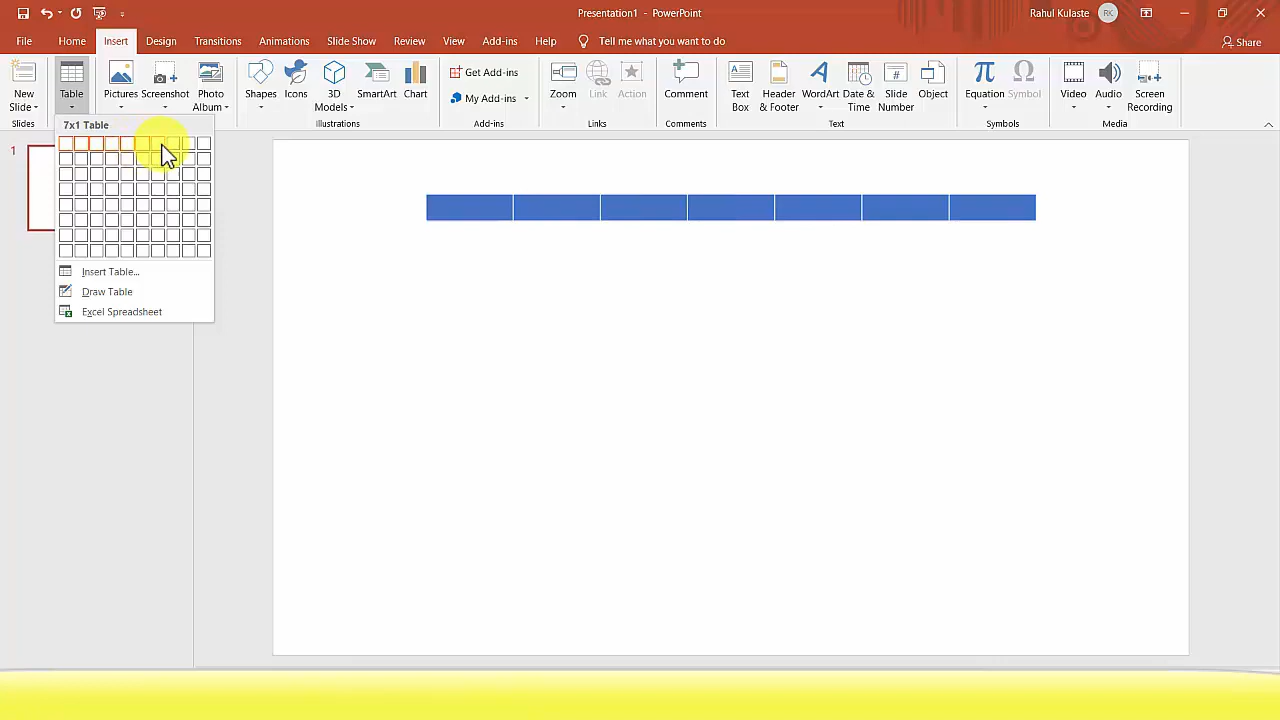 Presentation1 - PowerPoint
Rahul Kulaste
RK
File Home Insert Design Transitions Animations Slide Show Review View Add-ins Help Tell me what you want to do
Share
New Slide
Table
Pictures
Screenshot
Photo Album
Shapes
Icons
3D Models
SmartArt
Chart
Get Add-ins
My Add-ins
Zoom
Link
Action
Comment
Text Box
Header & Footer
WordArt
Date & Time
Slide Number
Object
Equation
Symbol
Video
Audio
Screen Recording
Slides
Illustrations
Add-ins
Links
Comments
Text
Symbols
Media
7x1 Table
Insert Table...
Draw Table
Excel Spreadsheet
1